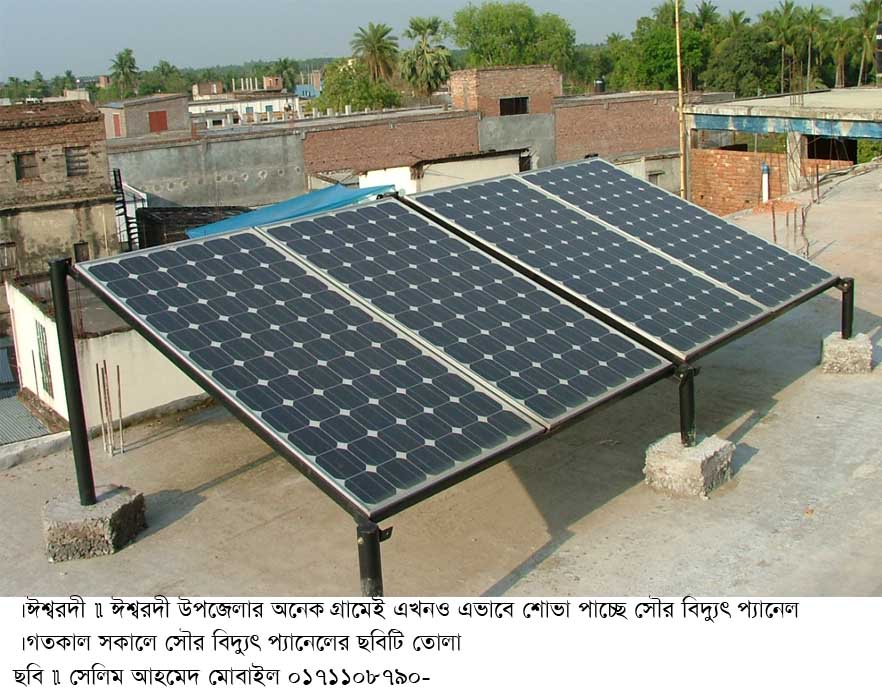 ।ঈশ্বরদী ॥ ঈশ্বরদী উপজেলার অনেক গ্রামেই এখনও এভাবে শোভা পাচ্ছে সৌর বিদ্যুৎ প্যানেল
।গতকাল সকালে সৌর বিদ্যুৎ প্যানেলের ছবিটি তোলা
ছবি ॥ সেলিম আহমেদ মোবাইল ০১৭১১০৮৭৯০-